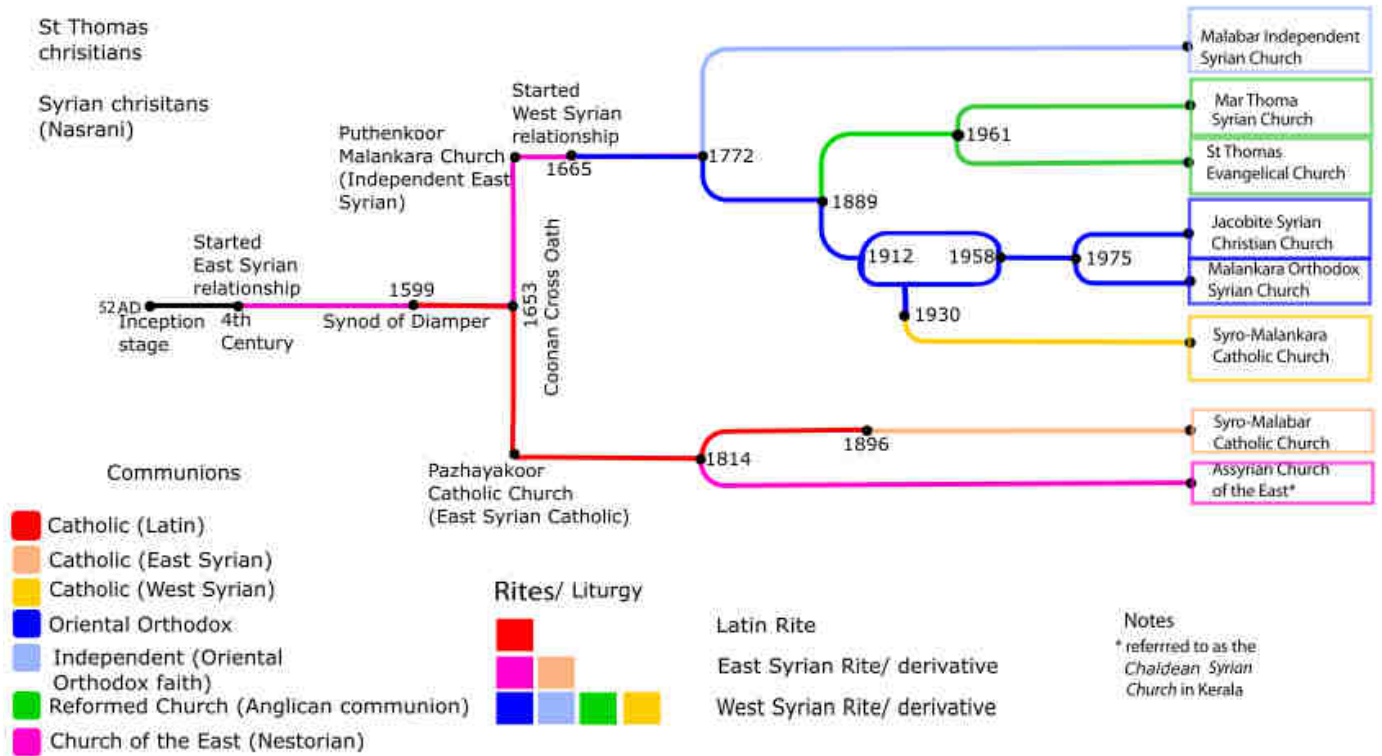 St Thomas
chrisitians
Syrian chrisitans
(Nasrani)
52AD
Inception
stage
Started
East Syrian
relationship
4th
Century
1599
Synod of Diamper
1653
Coonan Cross Oath
Puthenkoor
Malankara Church
(Independent East
Syrian)
Started
West Syrian
relationship
1665
1772
1889
1961
1912
1958
1975
1930
Pazhayakoor
Catholic Church
(East Syrian Catholic)
1814
1896
Malabar Independent
Syrian Church
Mar Thoma
Syrian Church
St Thomas
Evangelical Church
Jacobite Syrian
Christian Church
Malankara Orthodox
Syrian Church
Syro-Malankara
Catholic Church
Syro-Malabar
Catholic Church
Assyrian Church
of the East*
Communions
Catholic (Latin)
Catholic (East Syrian)
Catholic (West Syrian)
Oriental Orthodox
Independent (Oriental
Orthodox faith)
Reformed Church (Anglican communion)
Church of the East (Nestorian)
Rites/ Liturgy
Latin Rite
East Syrian Rite/ derivative
West Syrian Rite/ derivative
Notes
* referrred to as the
Chaldean Syrian
Church in Kerala